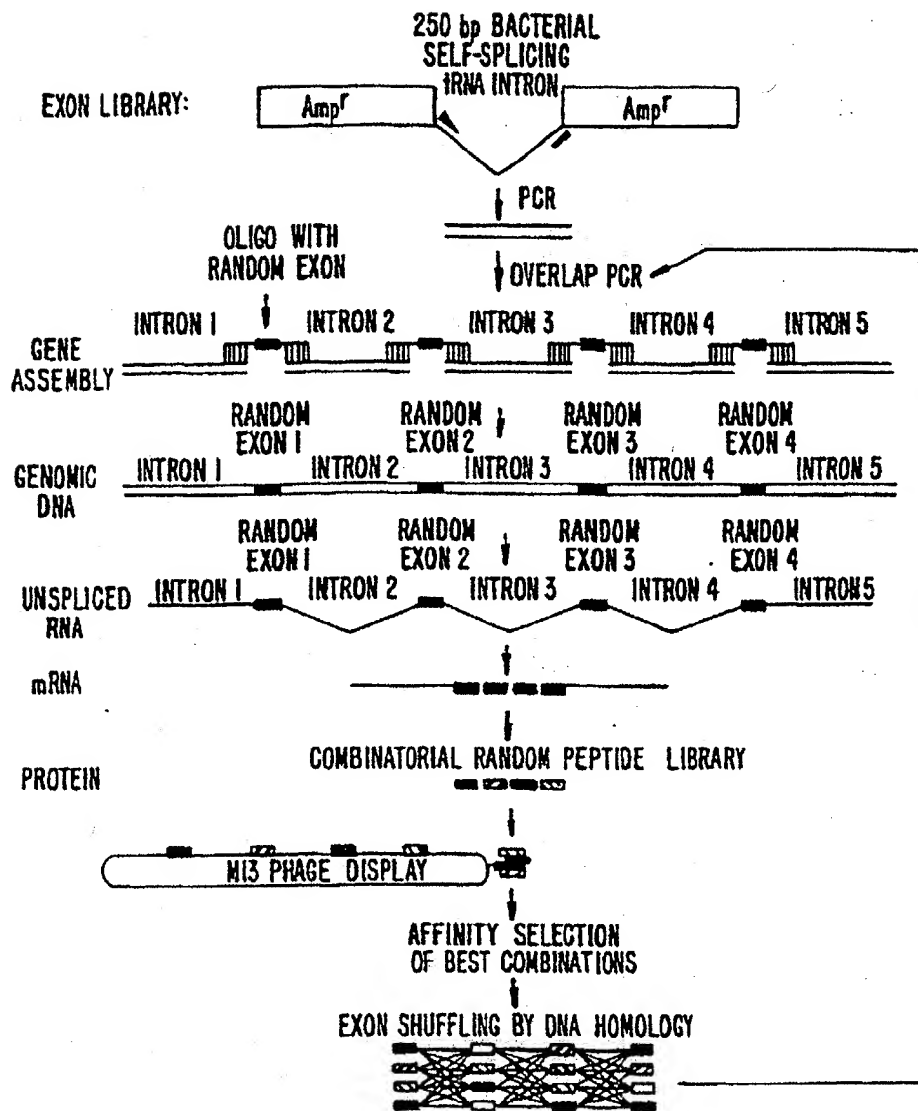 250 bp BACTERIAL
SELF-SPLICING
tRNA INTRON
EXON LIBRARY:
Ampr
Ampr
PCR
OLIGO WITH
RANDOM EXON
OVERLAP PCR
INTRON 1
INTRON 2
INTRON 3
INTRON 4
INTRON 5
GENE
ASSEMBLY
RANDOM
EXON 1
RANDOM
EXON 2
RANDOM
EXON 3
RANDOM
EXON 4
GENOMIC
DNA
INTRON 1
INTRON 2
INTRON 3
INTRON 4
INTRON 5
RANDOM
EXON 1
RANDOM
EXON 2
RANDOM
EXON 3
RANDOM
EXON 4
UNSPLICED
RNA
INTRON 1
INTRON 2
INTRON 3
INTRON 4
INTRON 5
mRNA
COMBINATORIAL RANDOM PEPTIDE LIBRARY
PROTEIN
M13 PHAGE DISPLAY
AFFINITY SELECTION
OF BEST COMBINATIONS
EXON SHUFFLING BY DNA HOMOLOGY